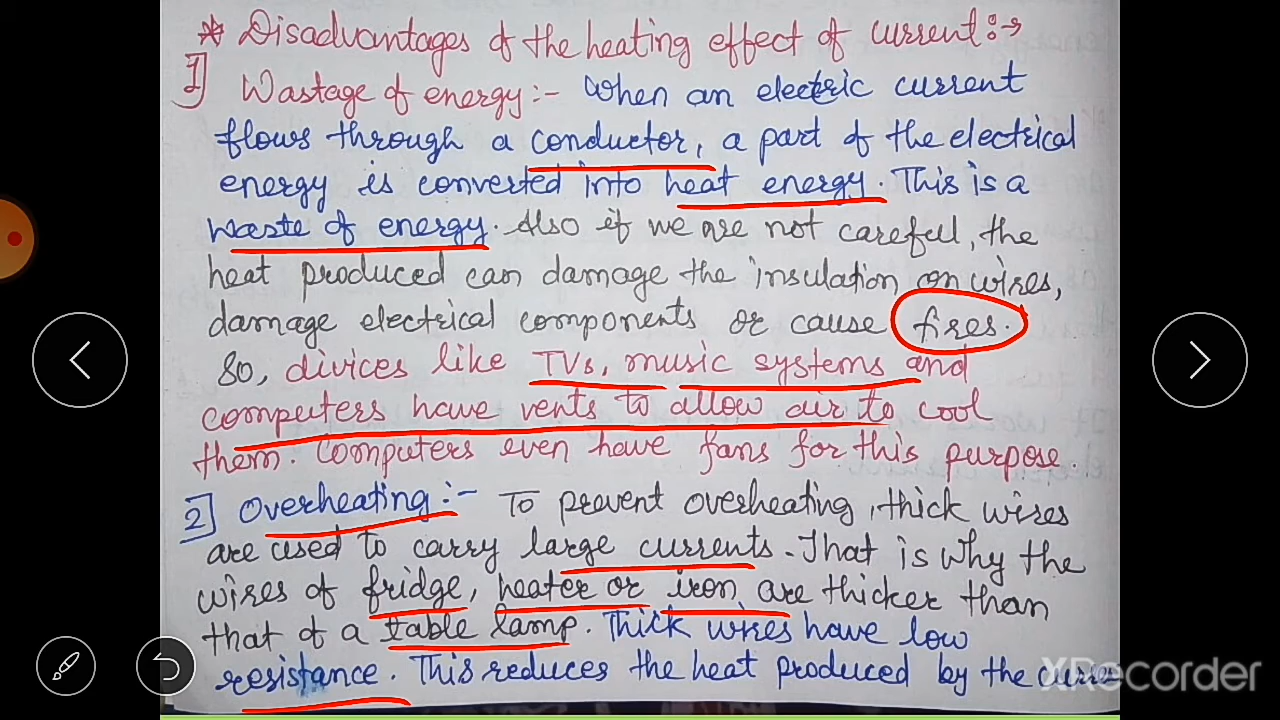 * Disadvantages of the heating effect of current:→
1] Wastage of energy:- When an electric current
flows through a conductor, a part of the electrical
energy is converted into heat energy. This is a
waste of energy. Also if we are not careful, the
heat produced can damage the insulation on wires,
damage electrical components or cause fires.
So, divices like TVs, music systems and
computers have vents to allow air to cool
them. Computers even have fans for this purpose.
2] Overheating:- To prevent overheating, thick wires
are used to carry large currents. That is why the
wires of fridge, heater or iron are thicker than
that of a table lamp. Thick wires have low
resistance. This reduces the heat produced by the
XRecorder